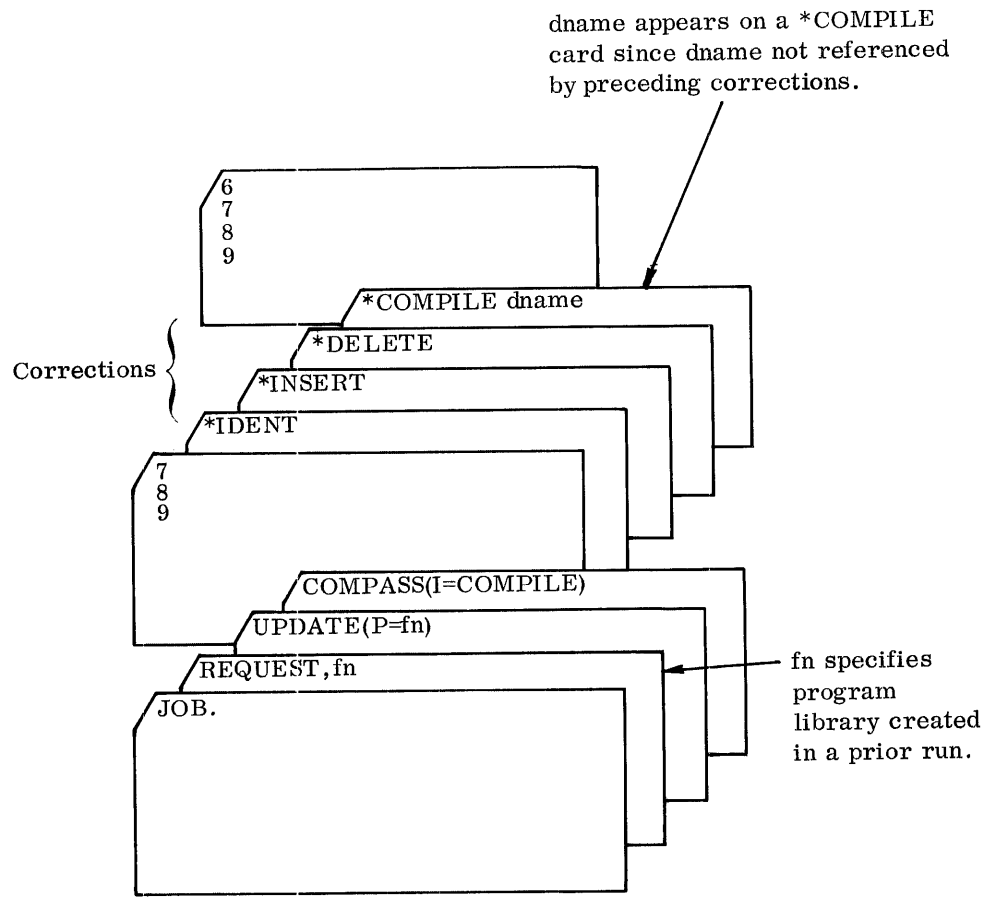 dname appears on a *COMPILE
card since dname not referenced
by preceding corrections.
6
7
8
9
*COMPILE dname
*DELETE
Corrections
*INSERT
*IDENT
7
8
9
COMPASS(I=COMPILE)
UPDATE(P=fn)
REQUEST,fn
fn specifies
program
library created
in a prior run.
JOB.